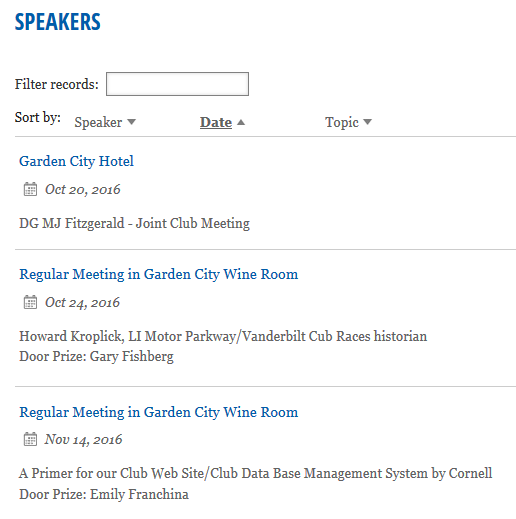 SPEAKERS
Filter records:
Sort by: Speaker Date Topic
Garden City Hotel
Oct 20, 2016
DG MJ Fitzgerald - Joint Club Meeting
Regular Meeting in Garden City Wine Room
Oct 24, 2016
Howard Kroplick, LI Motor Parkway/Vanderbilt Cub Races historian
Door Prize: Gary Fishberg
Regular Meeting in Garden City Wine Room
Nov 14, 2016
A Primer for our Club Web Site/Club Data Base Management System by Cornell
Door Prize: Emily Franchina